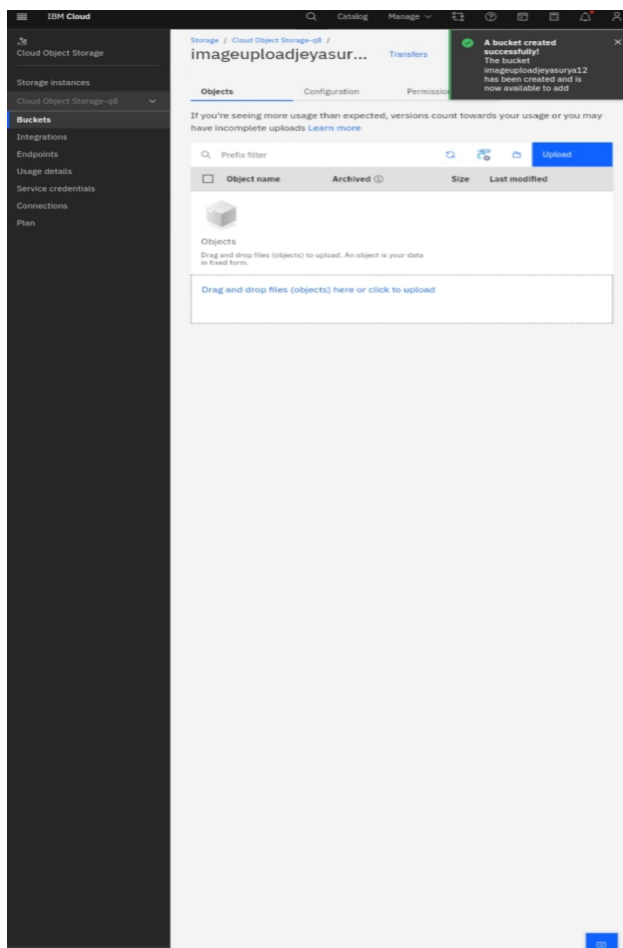 IBM Cloud
Catalog
Manage
Cloud Object Storage
Storage instances
Cloud Object Storage-q8
Buckets
Integrations
Endpoints
Usage details
Service credentials
Connections
Plan
Storage / Cloud Object Storage-q8 /
imageuploadjeyasur...
Transfers
A bucket created
successfully!
The bucket
imageuploadjeyasurya12
has been created and is
now available to add
Objects
Configuration
Permission
If you're seeing more usage than expected, versions count towards your usage or you may
have incomplete uploads Learn more
Prefix filter
Upload
Object name
Archived
Size
Last modified
Objects
Drag and drop files (objects) to upload. An object is your data
in fixed form.
Drag and drop files (objects) here or click to upload